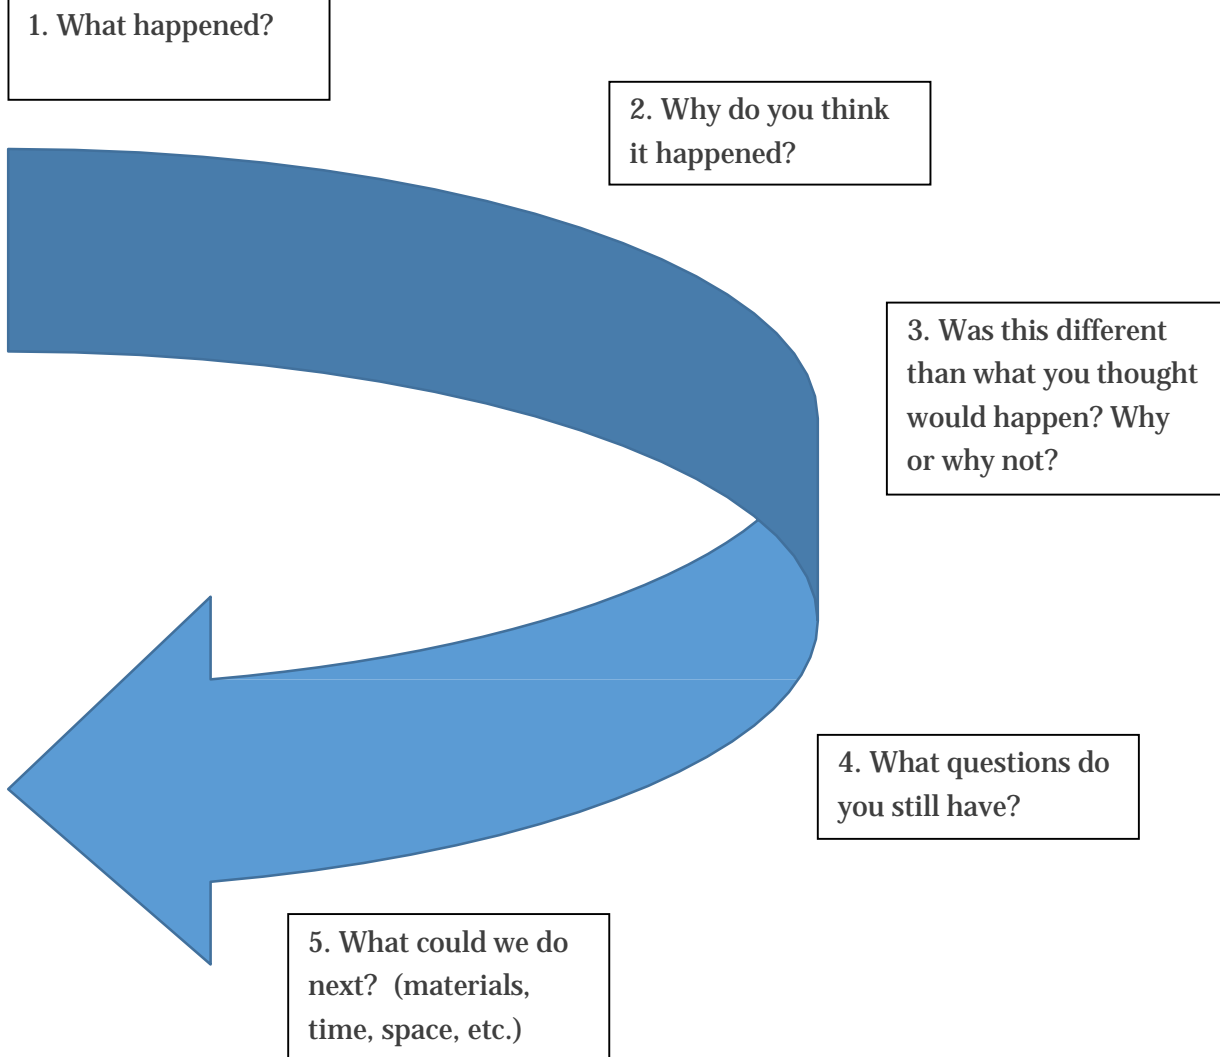 1. What happened?
2. Why do you think
it happened?
3. Was this different
than what you thought
would happen? Why
or why not?
4. What questions do
you still have?
5. What could we do
next?  (materials,
time, space, etc.)